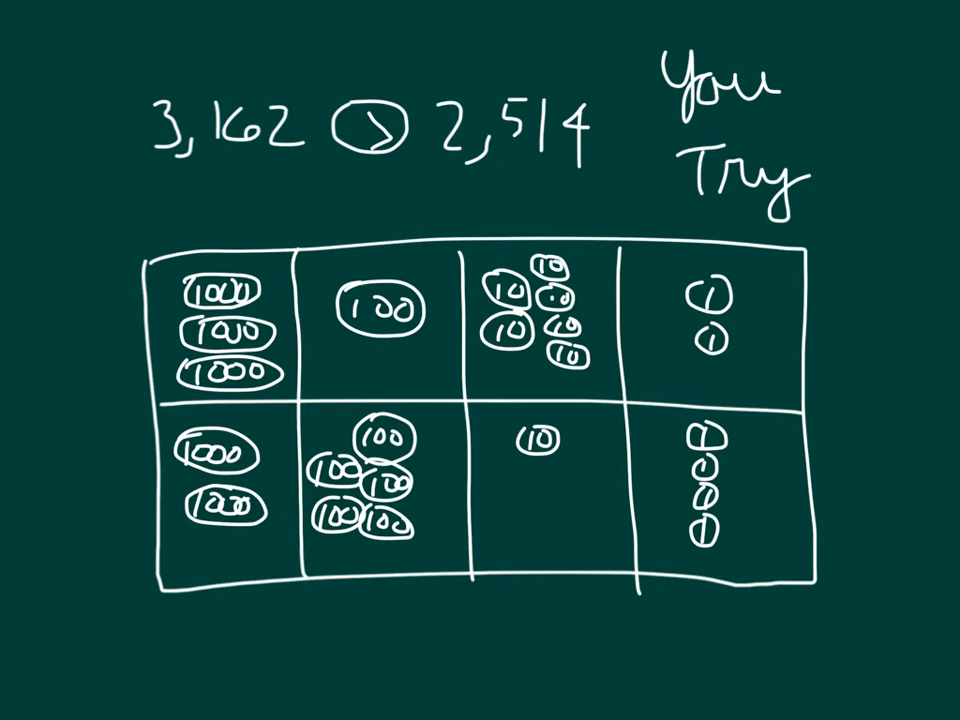 3,162 > 2,514
You
Try
1000 100 10 10 1
1000 10 10 1
1000 10 10
1000 100 10 1
1000 100 100 1
100 100 1
1